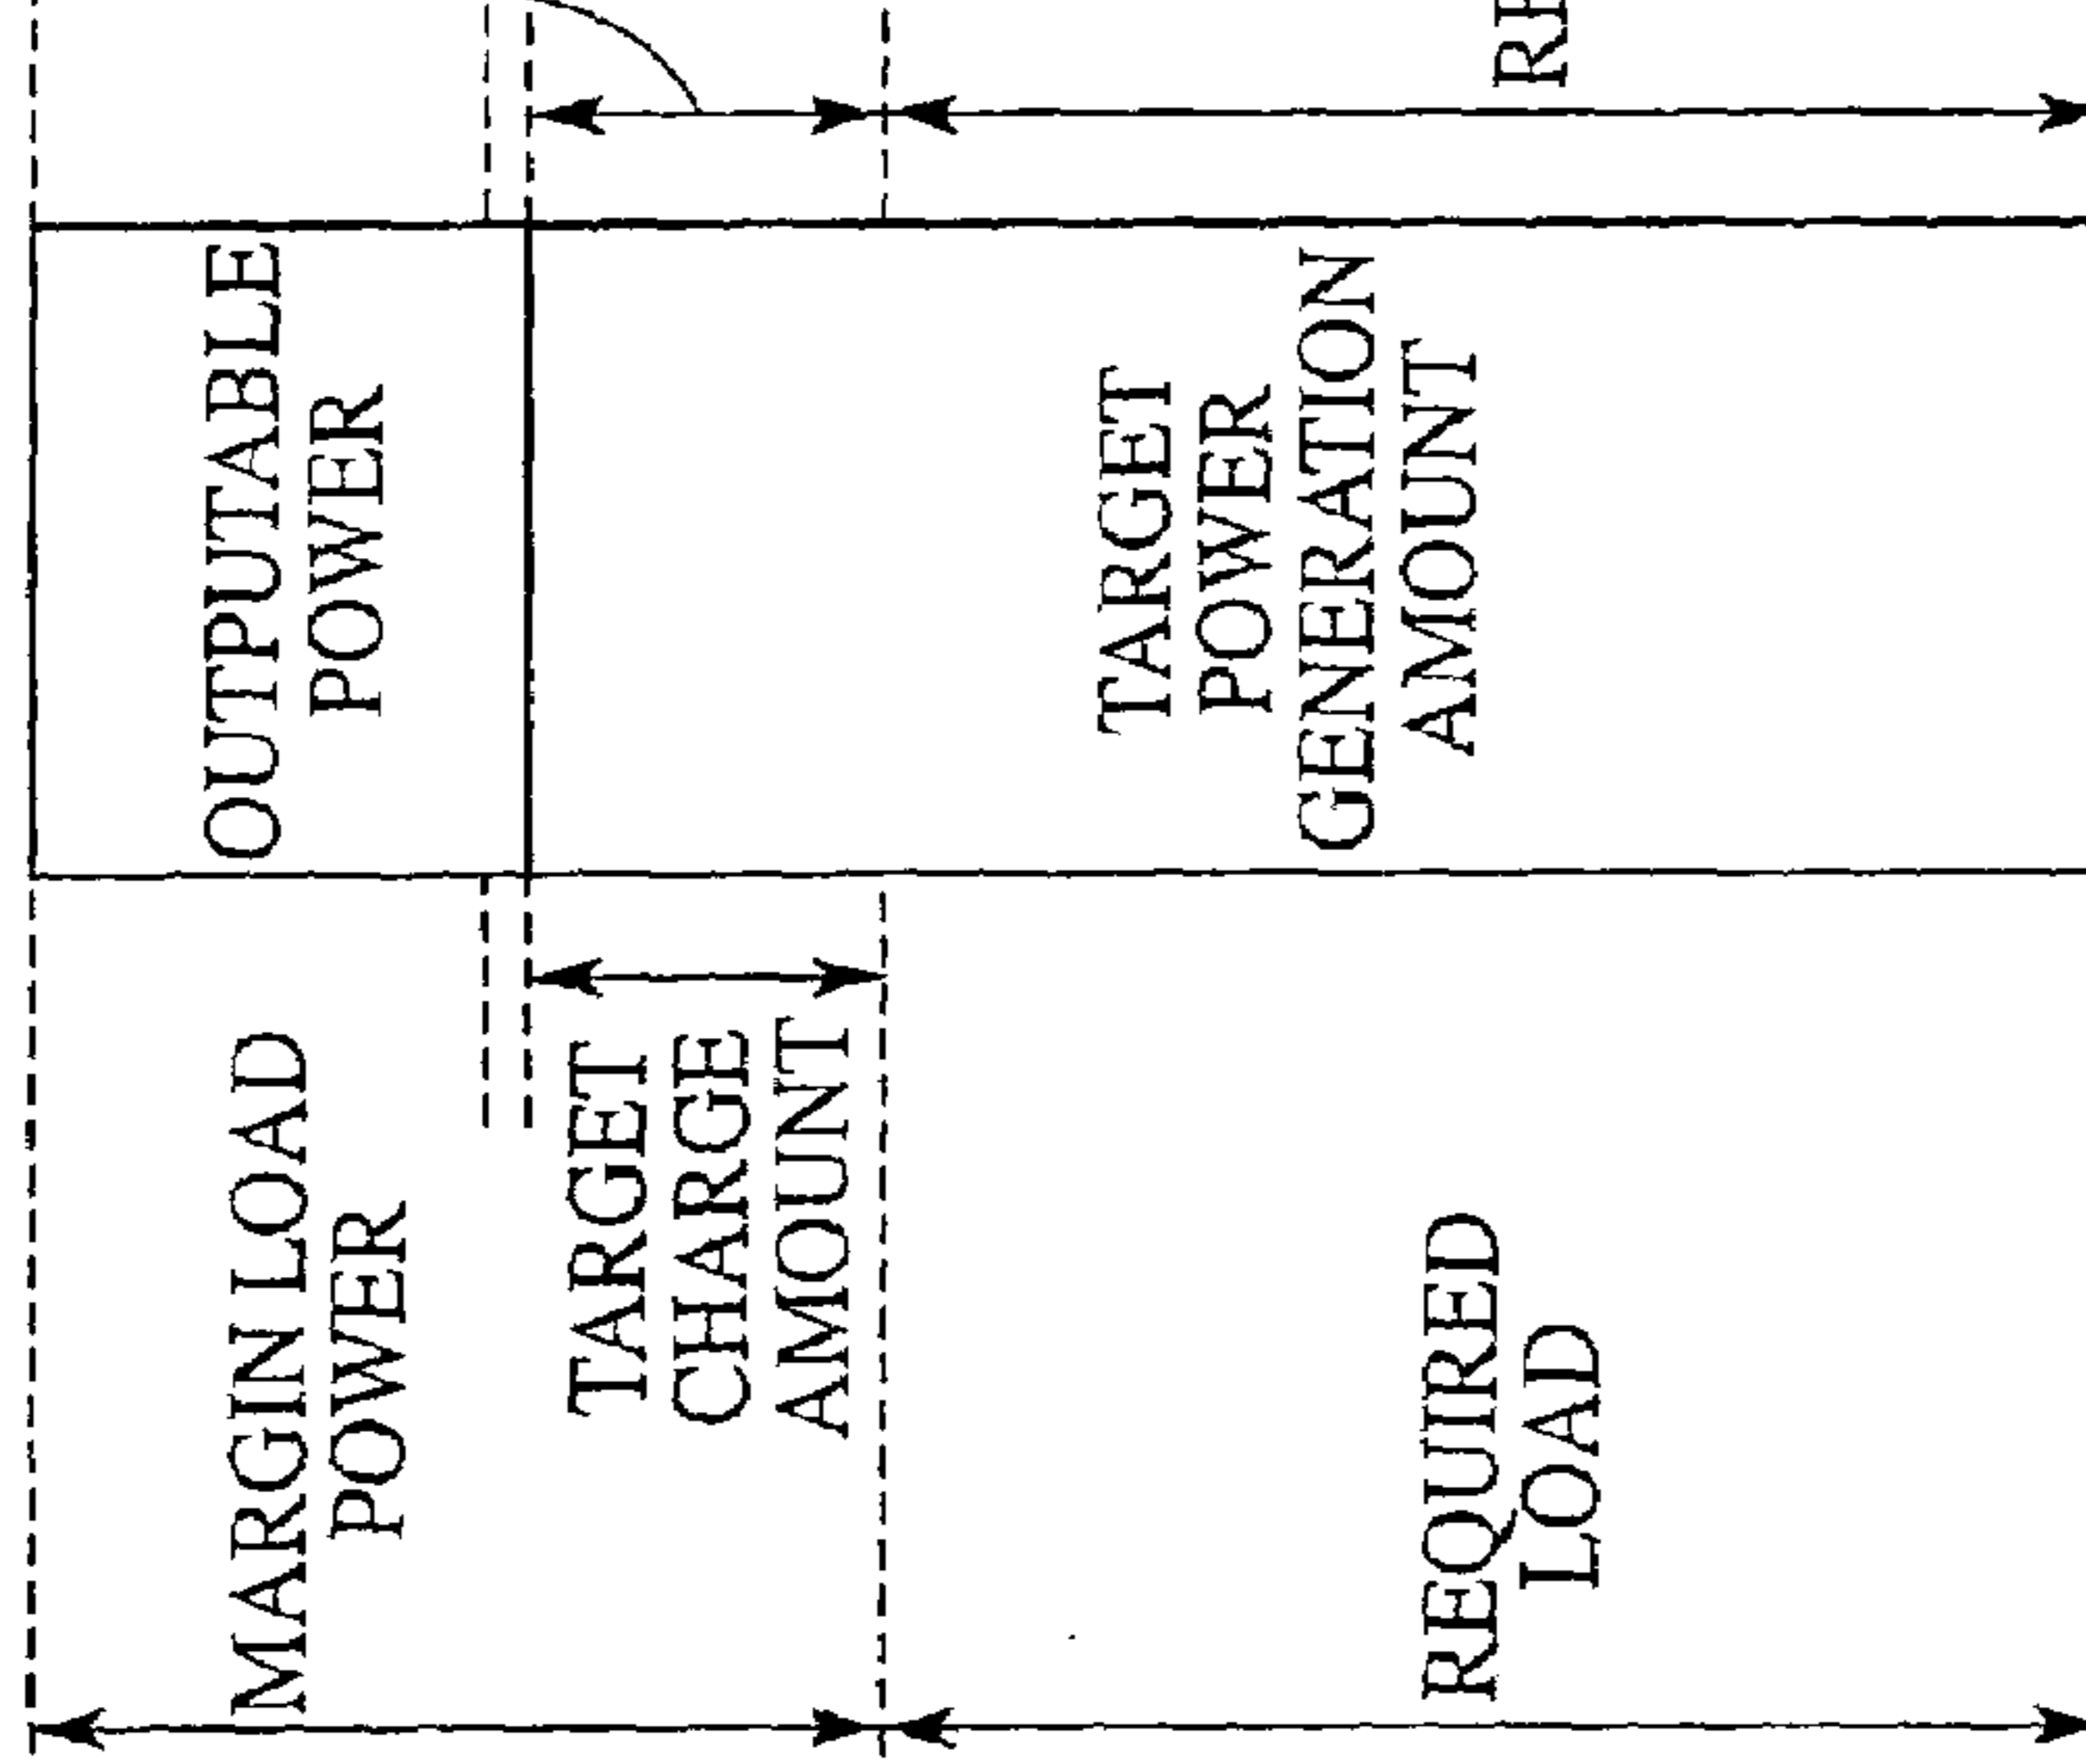 MARGIN LOAD
POWER
TARGET
CHARGE
AMOUNT
REQUIRED
LOAD
OUTPUTABLE
POWER
TARGET
POWER
GENERATION
AMOUNT